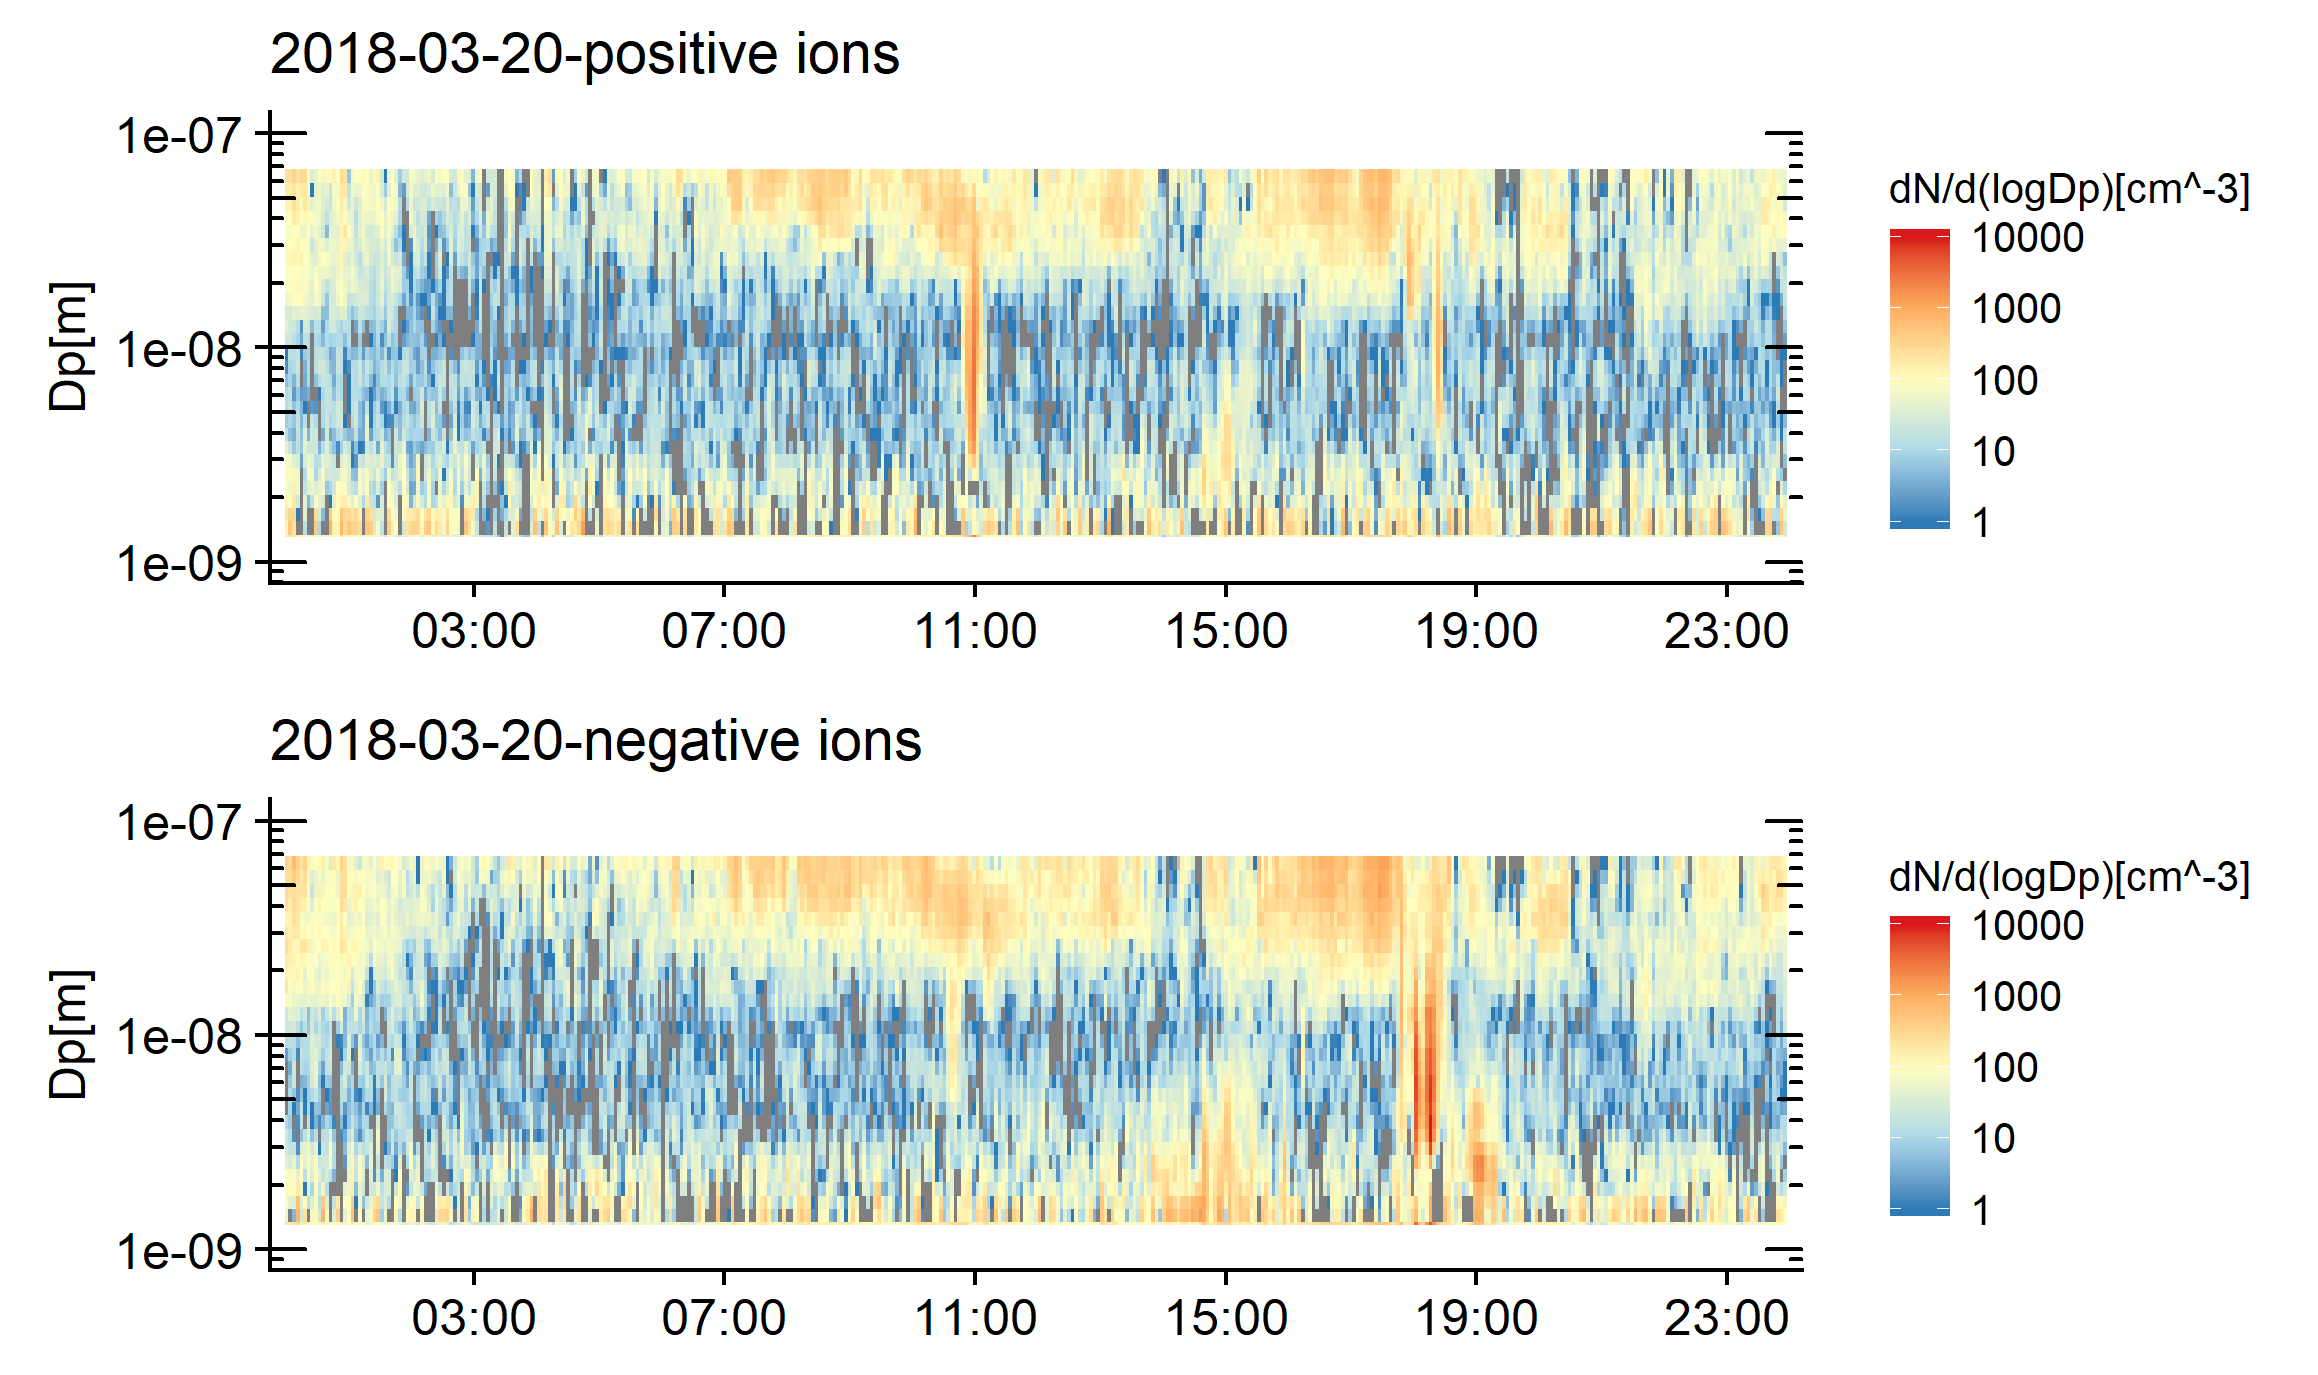 2018-03-20-positive ions
1e-07
1e-08
1e-09
Dp[m]
03:00 07:00 11:00 15:00 19:00 23:00
dN/d(logDp)[cm^-3]
10000
1000
100
10
1
2018-03-20-negative ions
1e-07
1e-08
1e-09
Dp[m]
03:00 07:00 11:00 15:00 19:00 23:00
dN/d(logDp)[cm^-3]
10000
1000
100
10
1